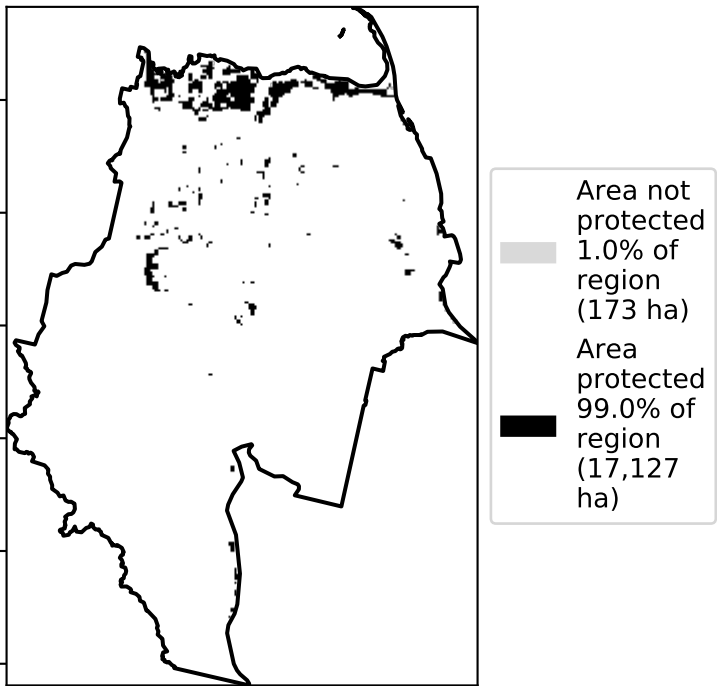 Area not
protected
1.0% of
region
(173 ha)
Area
protected
99.0% of
region
(17,127
ha)